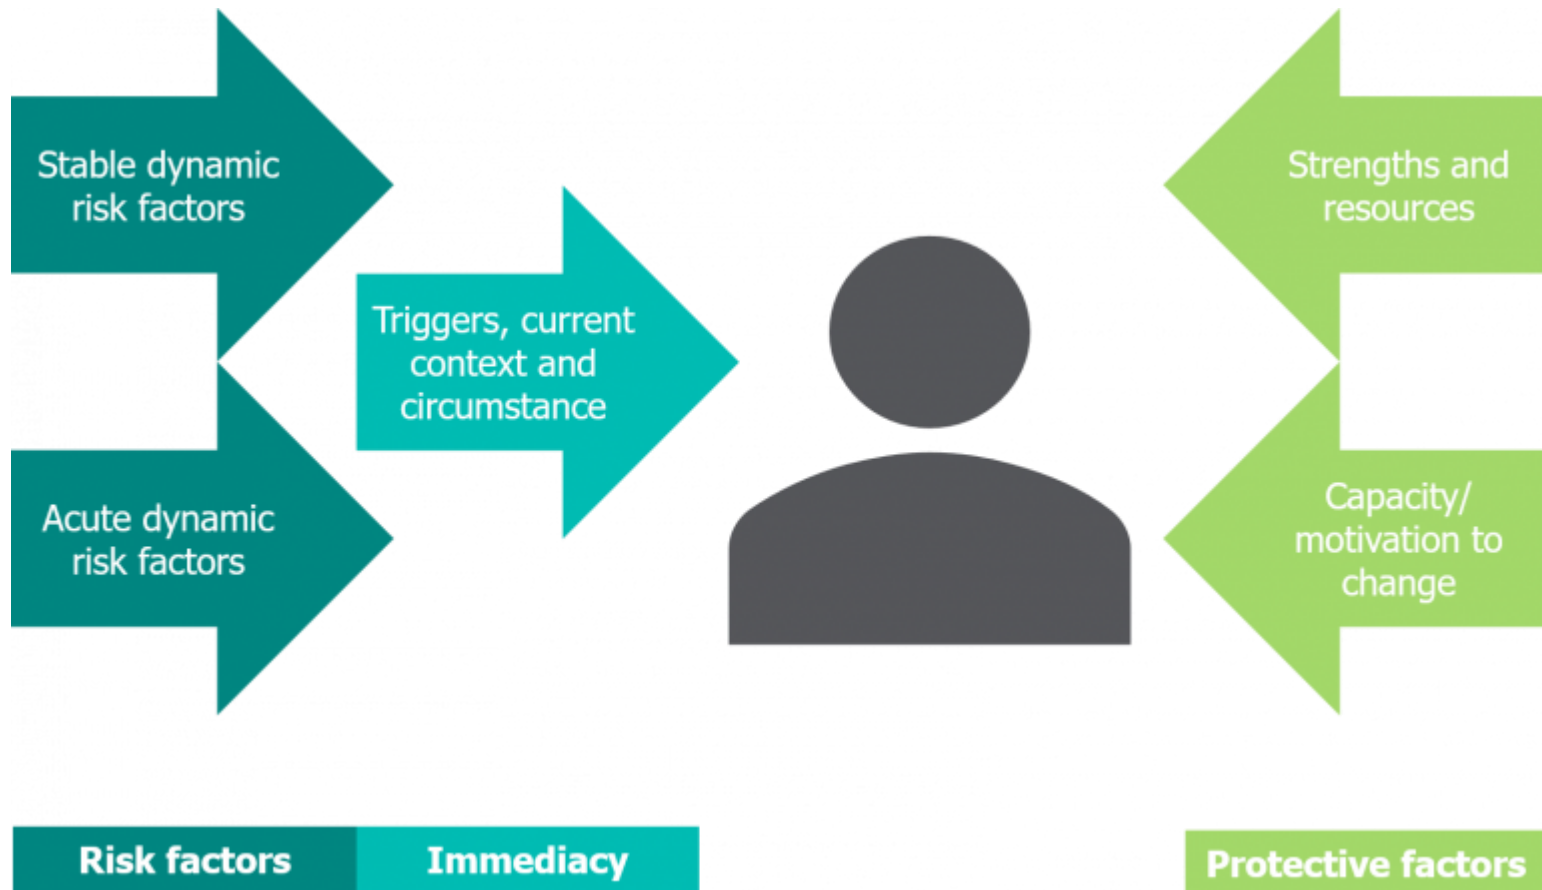 Stable dynamic
risk factors
Acute dynamic
risk factors
Triggers, current
context and
circumstance
Strengths and
resources
Capacity/
motivation to
change
Risk factors
Immediacy
Protective factors